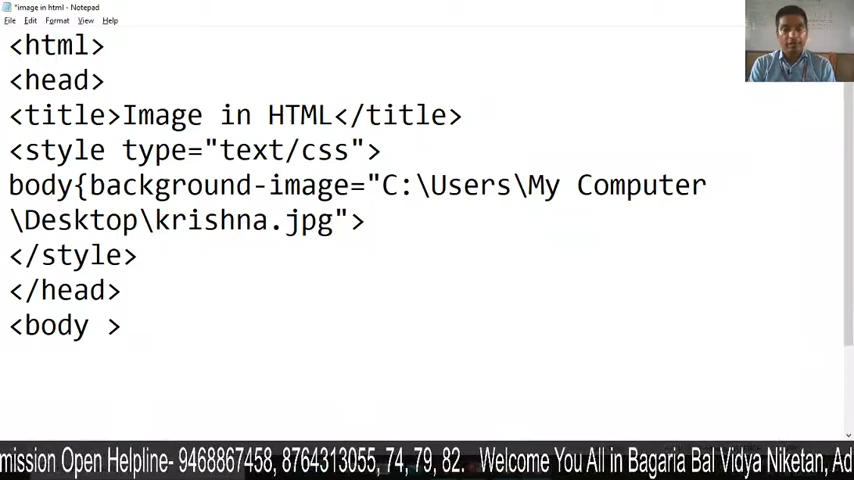 *image in html - Notepad
File Edit Format View Help
<html>
<head>
<title>Image in HTML</title>
<style type="text/css">
body{background-image="C:\Users\My Computer
\Desktop\krishna.jpg">
</style>
</head>
<body >
mission Open Helpline- 9468867458, 8764313055, 74, 79, 82. Welcome You All in Bagaria Bal Vidya Niketan, Ad